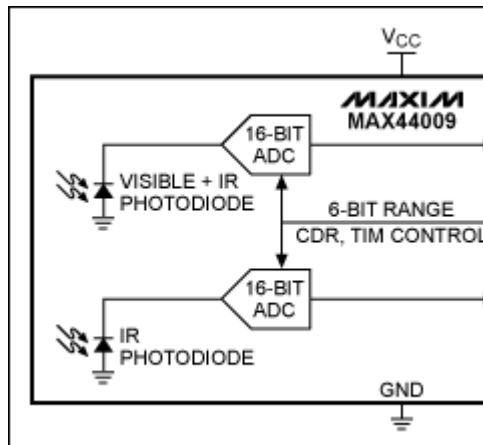 VCC
MAXIM
MAX44009
16-BIT
ADC
VISIBLE + IR
PHOTODIODE
6-BIT RANGE
CDR, TIM CONTROL
16-BIT
ADC
IR
PHOTODIODE
GND